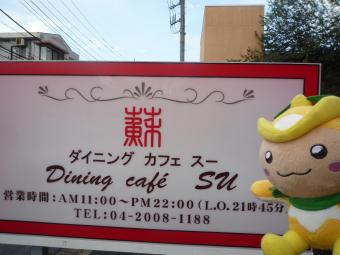 蘇
ダイニング カフェ スー
Dining café SU
営業時間:AM11:00〜PM22:00(L.O.21時45分)
TEL:04-2008-1188